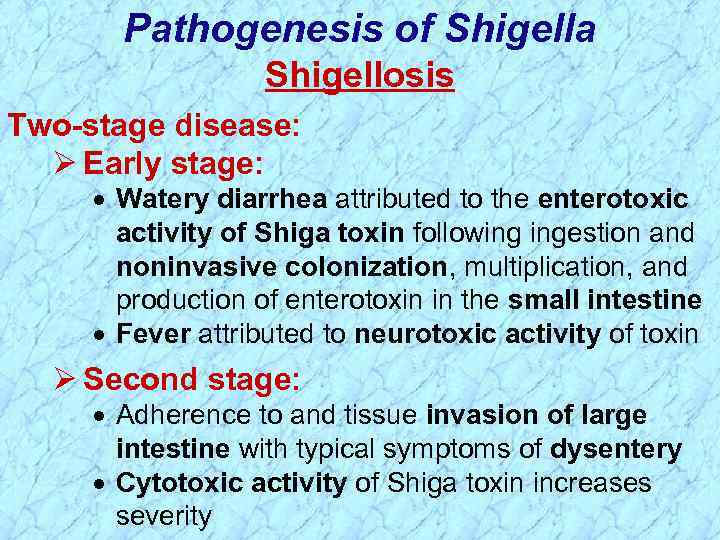 Pathogenesis of Shigella
Shigellosis
Two-stage disease:
Ø Early stage:
• Watery diarrhea attributed to the enterotoxic
activity of Shiga toxin following ingestion and
noninvasive colonization, multiplication, and
production of enterotoxin in the small intestine
• Fever attributed to neurotoxic activity of toxin
Ø Second stage:
• Adherence to and tissue invasion of large
intestine with typical symptoms of dysentery
• Cytotoxic activity of Shiga toxin increases
severity